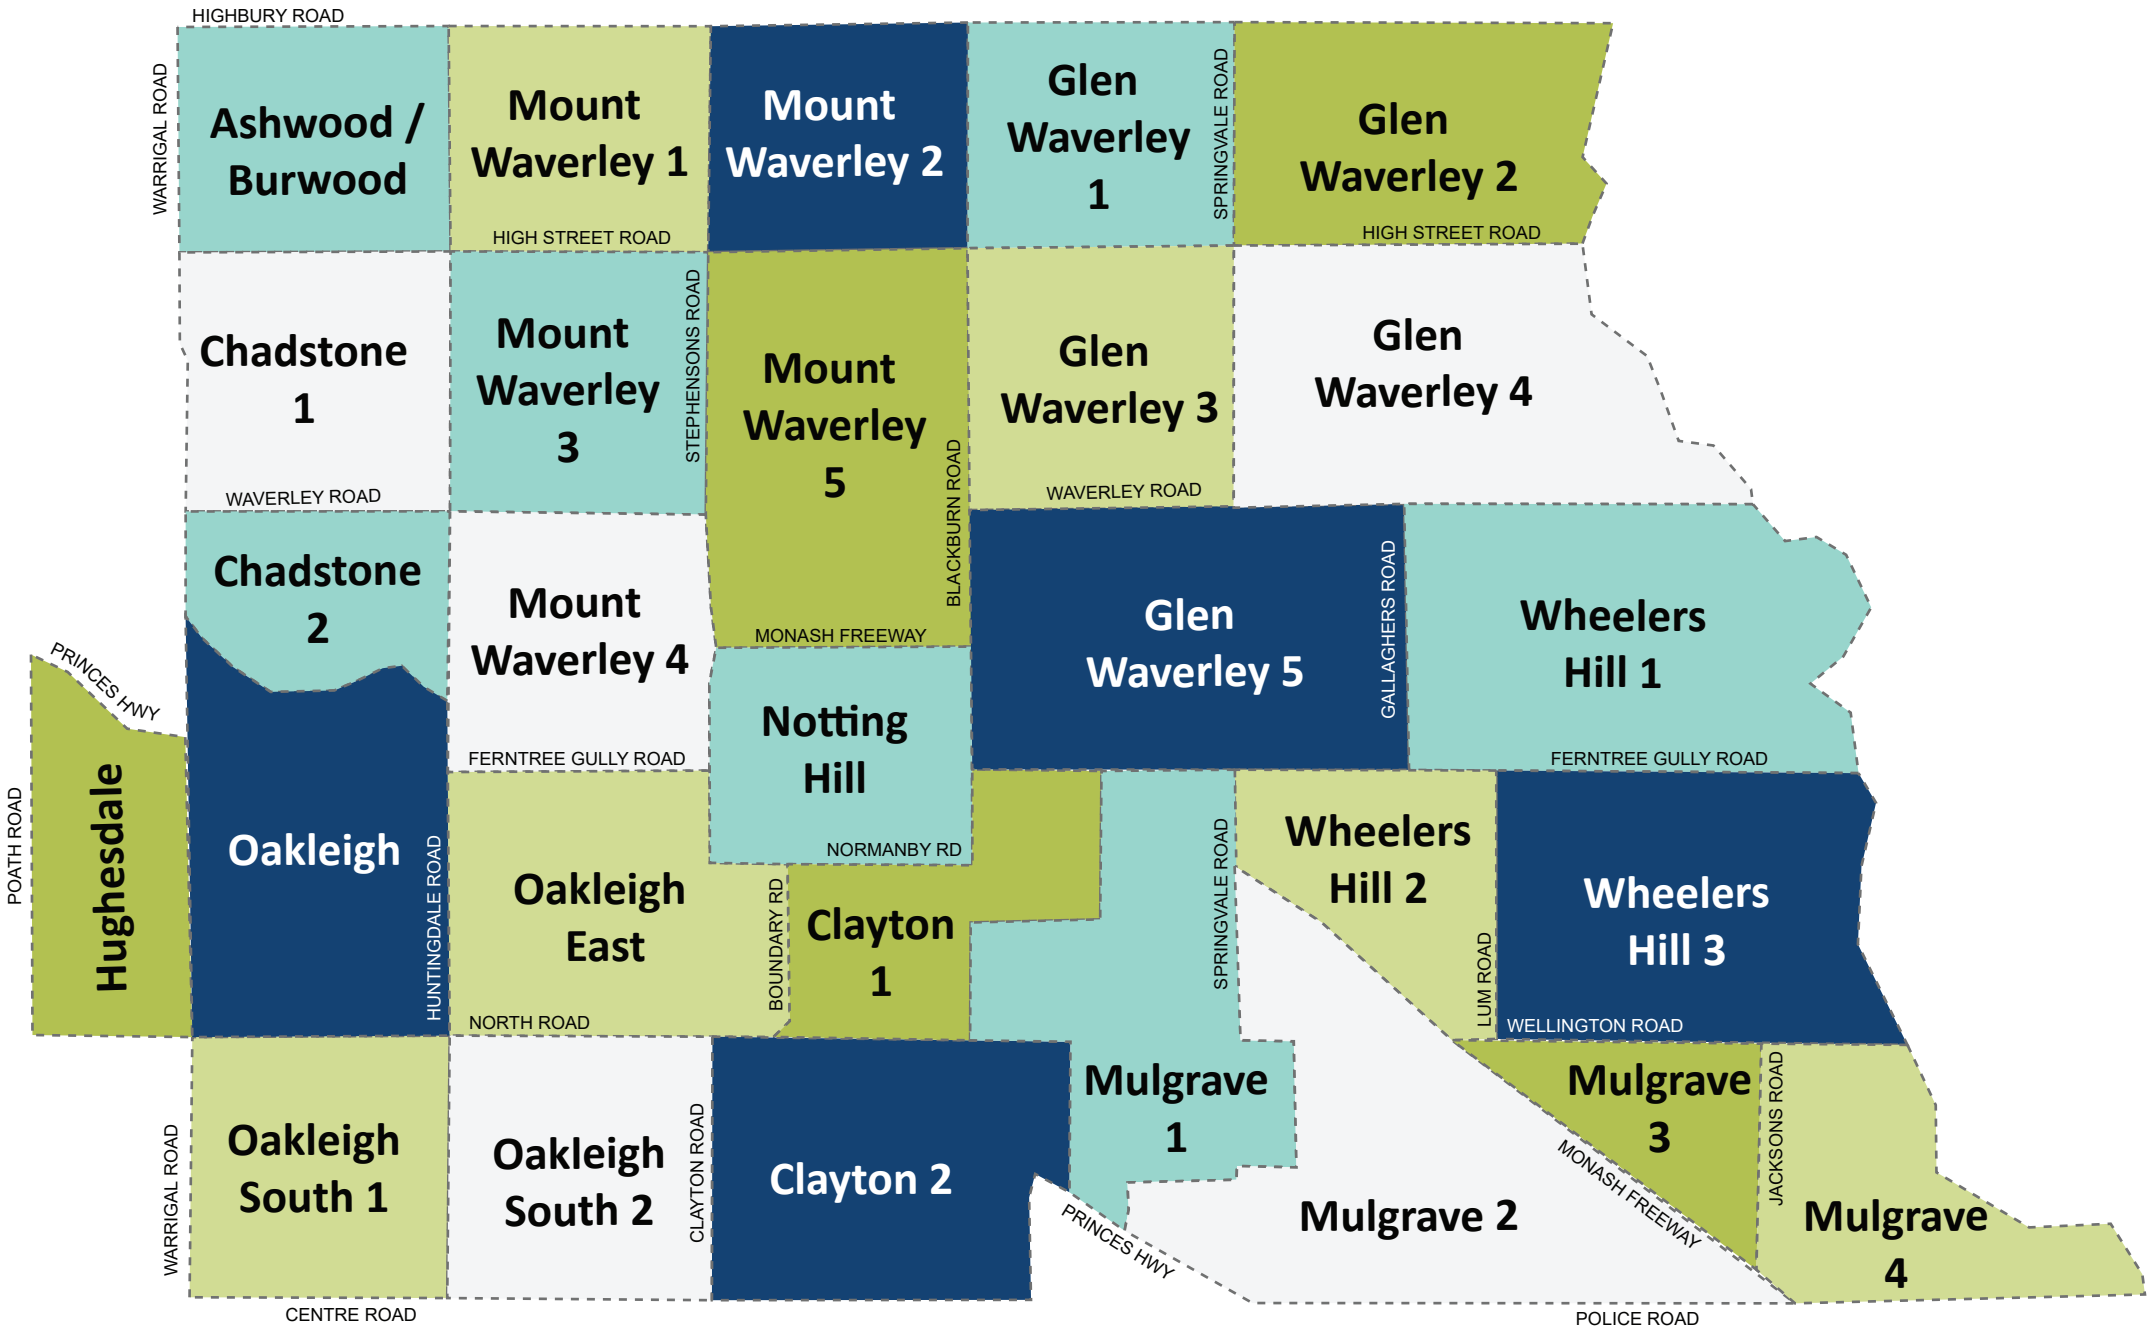 HIGHBURY ROAD
WARRIGAL ROAD
Ashwood /
Burwood
Mount
Waverley 1
HIGH STREET ROAD
Mount
Waverley 2
Glen
Waverley
1
SPRINGVALE ROAD
Glen
Waverley 2
HIGH STREET ROAD
Chadstone
1
WAVERLEY ROAD
Mount
Waverley
3
STEPHENSONS ROAD
Mount
Waverley
5
BLACKBURN ROAD
MONASH FREEWAY
Glen
Waverley 3
WAVERLEY ROAD
Glen
Waverley 4
Chadstone
2
Mount
Waverley 4
FERNTREE GULLY ROAD
Glen
Waverley 5
GALLAGHERS ROAD
Wheelers
Hill 1
FERNTREE GULLY ROAD
PRINCES HWY
POATH ROAD
Hughesdale
Oakleigh
HUNTINGDALE ROAD
Notting
Hill
NORMANBY RD
Oakleigh
East
NORTH ROAD
BOUNDARY RD
Clayton
1
SPRINGVALE ROAD
Wheelers
Hill 2
LUM ROAD
Wheelers
Hill 3
WELLINGTON ROAD
WARRIGAL ROAD
Oakleigh
South 1
CENTRE ROAD
Oakleigh
South 2
CLAYTON ROAD
Clayton 2
Mulgrave
1
PRINCES HWY
Mulgrave 2
Mulgrave
3
MONASH FREEWAY
JACKSONS ROAD
Mulgrave
4
POLICE ROAD